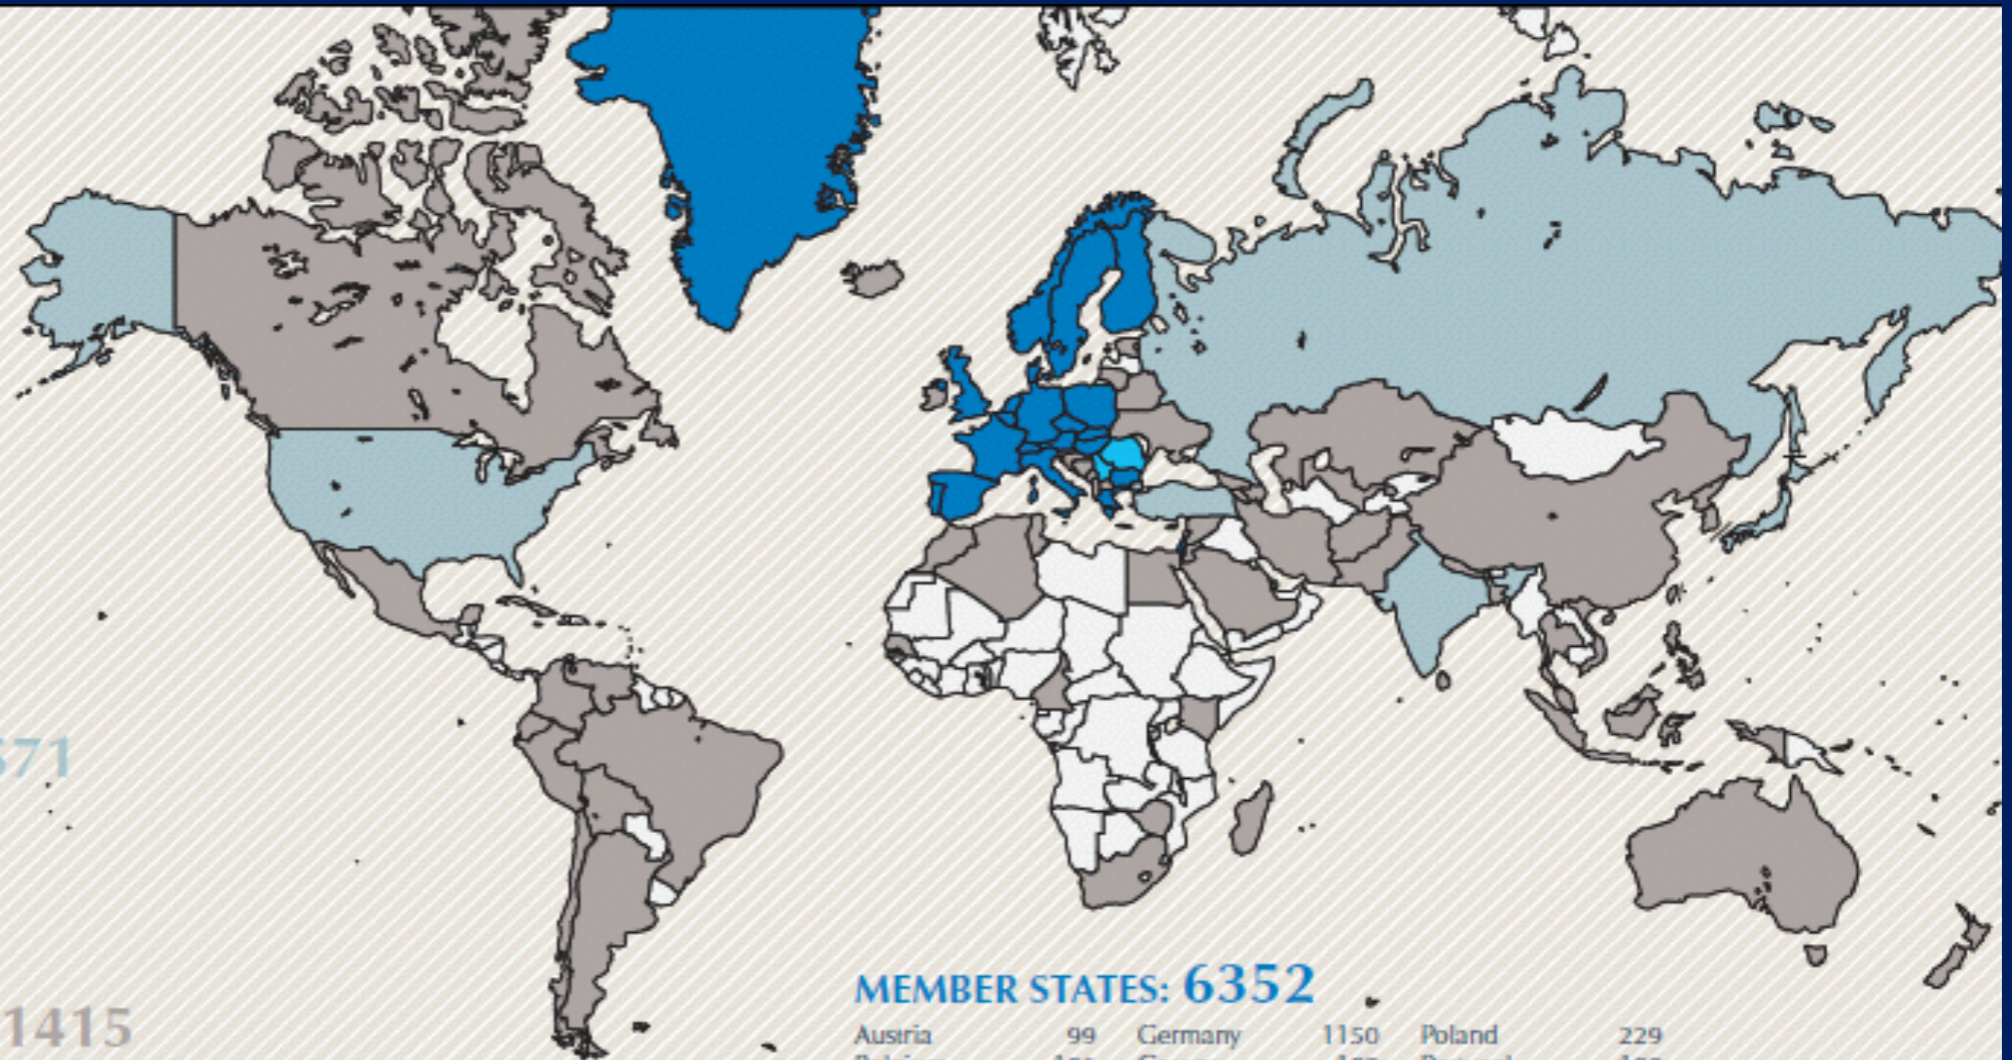 571
1415
MEMBER STATES: 6352
Austria 99 Germany 1150 Poland 229